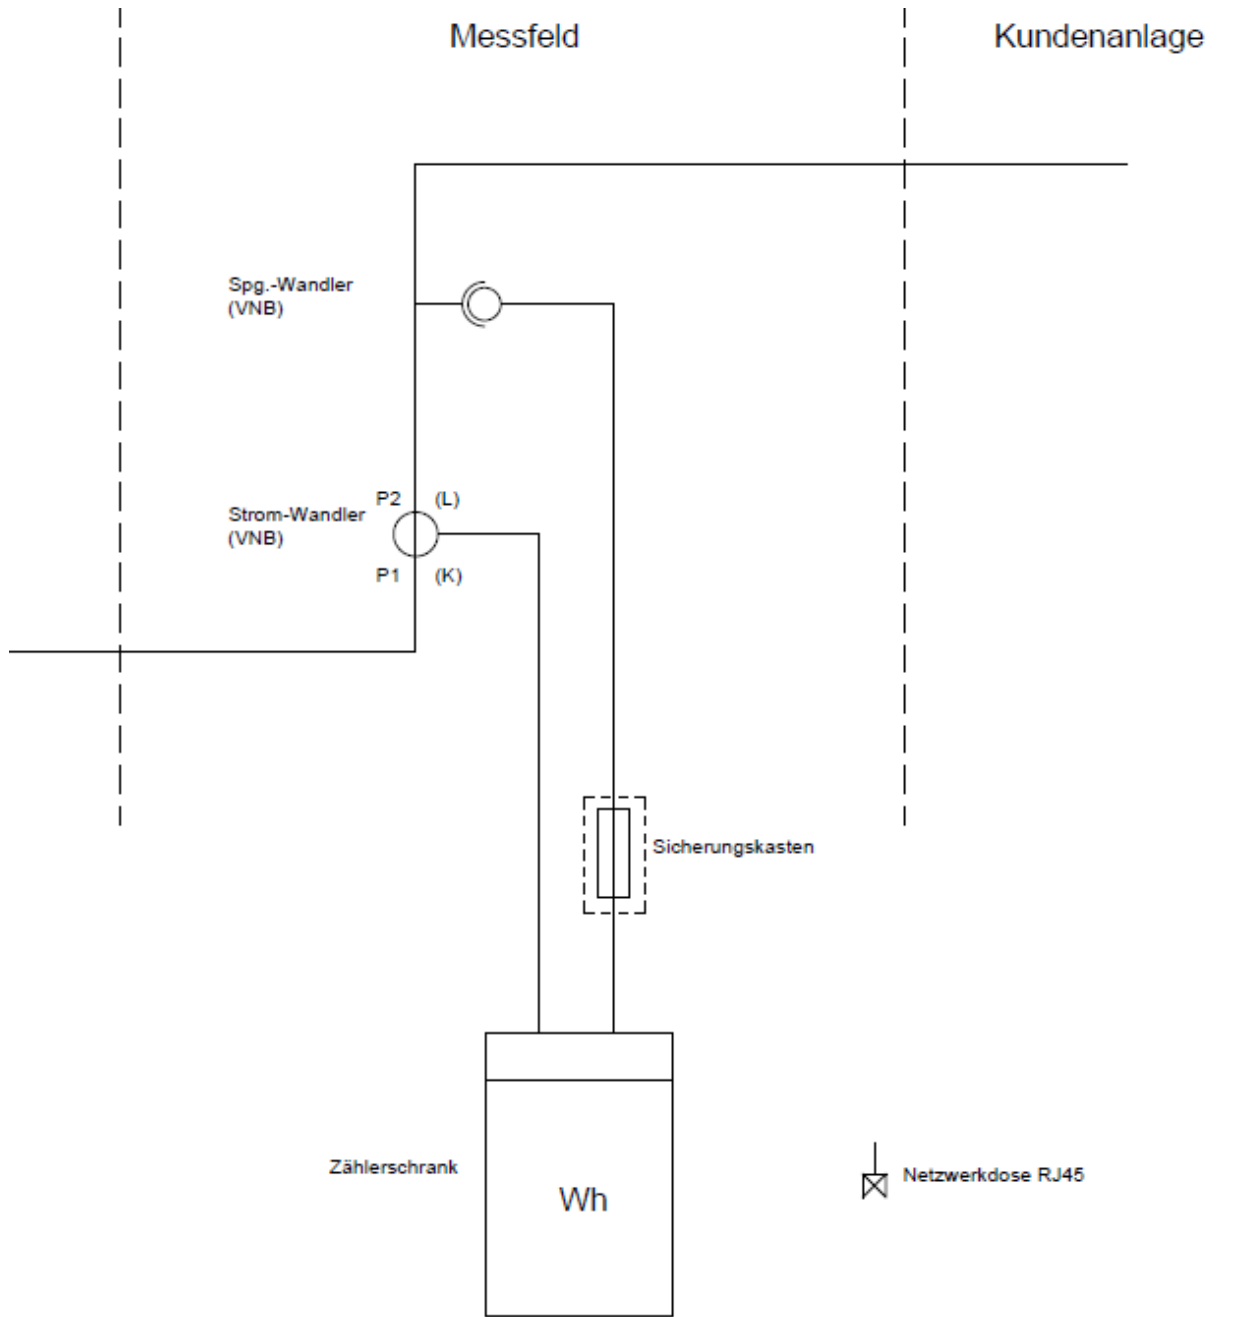 Messfeld
Kundenanlage
Spg.-Wandler
(VNB)
P2 (L)
Strom-Wandler
(VNB)
P1 (K)
Sicherungskasten
Zählerschrank
Wh
Netzwerkdose RJ45